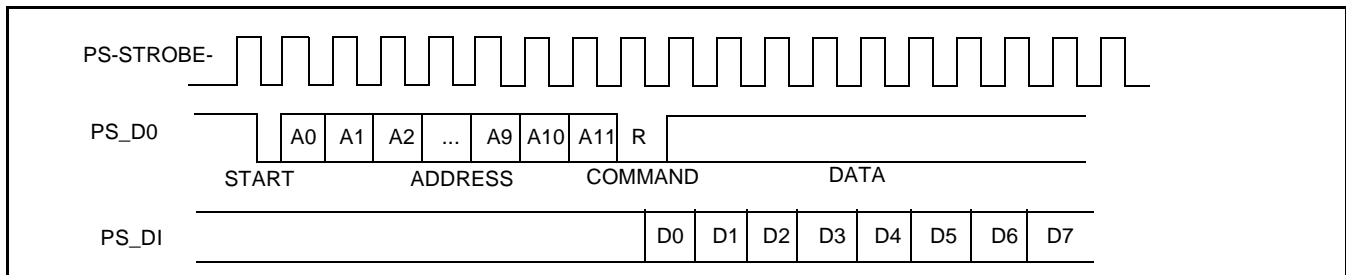 PS-STROBE-
PS_D0
A0 A1 A2 ... A9 A10 A11 R
START ADDRESS COMMAND DATA
PS_DI
D0 D1 D2 D3 D4 D5 D6 D7